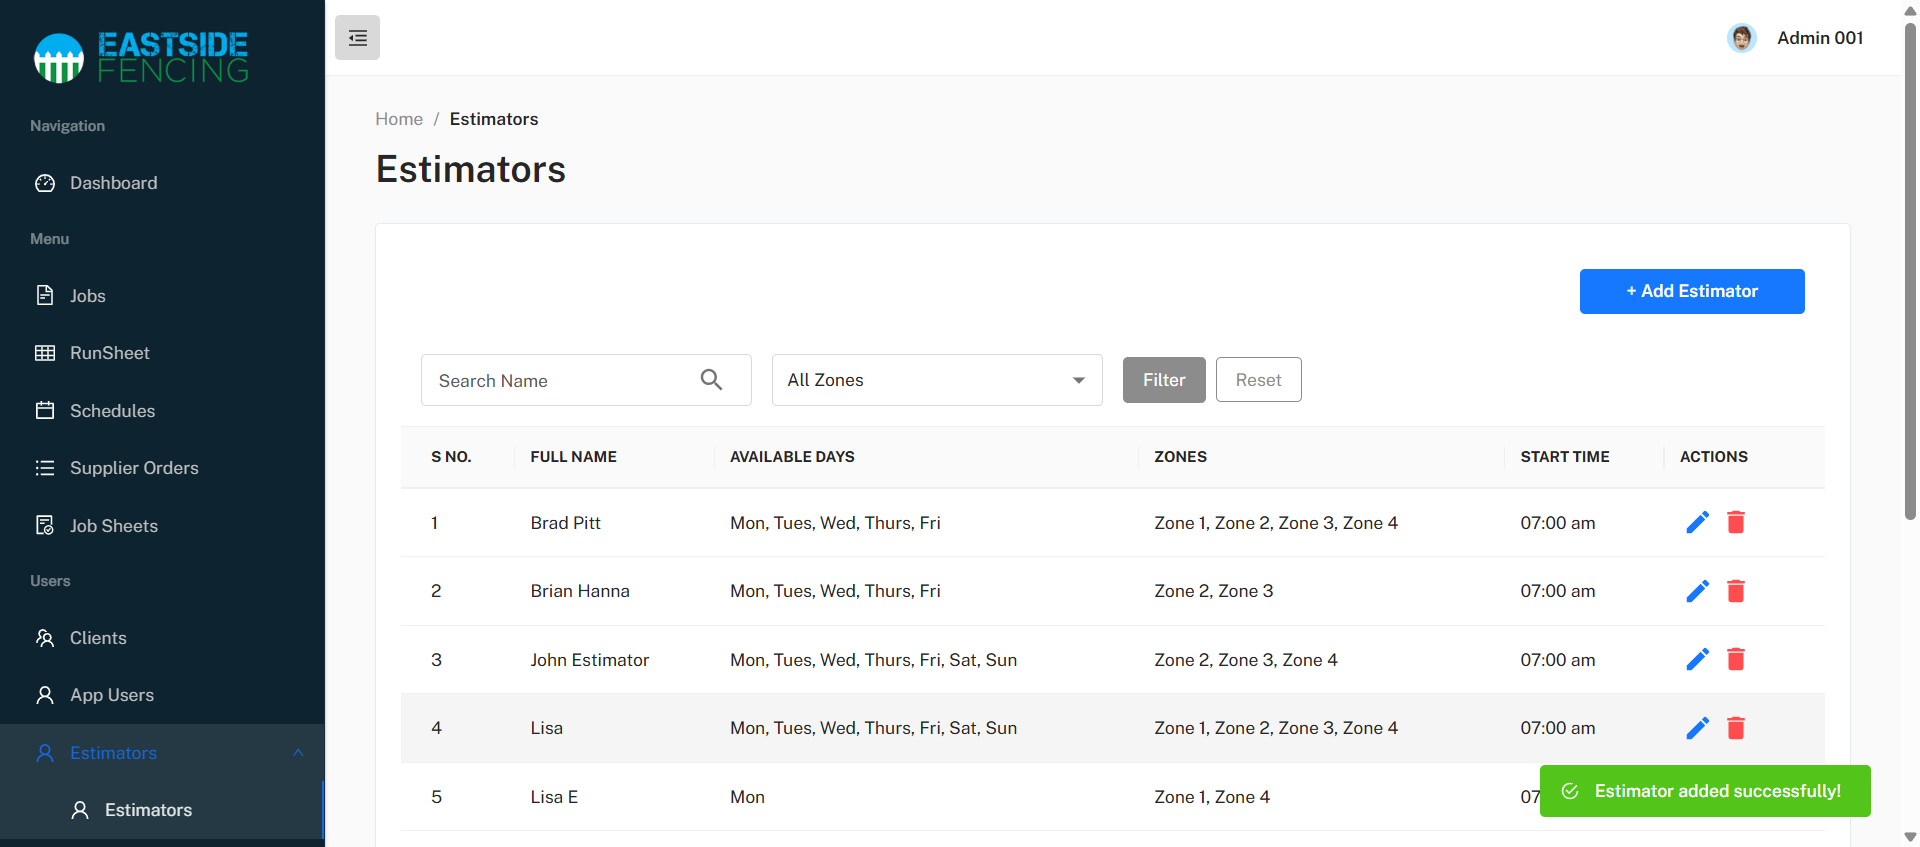 EASTSIDE
FENCING
Navigation
Dashboard
Menu
Jobs
RunSheet
Schedules
Supplier Orders
Job Sheets
Users
Clients
App Users
Estimators
Estimators
Admin 001
Home / Estimators
Estimators
+ Add Estimator
Search Name
All Zones
Filter
Reset
S NO. FULL NAME AVAILABLE DAYS ZONES START TIME ACTIONS
1 Brad Pitt Mon, Tues, Wed, Thurs, Fri Zone 1, Zone 2, Zone 3, Zone 4 07:00 am
2 Brian Hanna Mon, Tues, Wed, Thurs, Fri Zone 2, Zone 3 07:00 am
3 John Estimator Mon, Tues, Wed, Thurs, Fri, Sat, Sun Zone 2, Zone 3, Zone 4 07:00 am
4 Lisa Mon, Tues, Wed, Thurs, Fri, Sat, Sun Zone 1, Zone 2, Zone 3, Zone 4 07:00 am
5 Lisa E Mon Zone 1, Zone 4 07
Estimator added successfully!